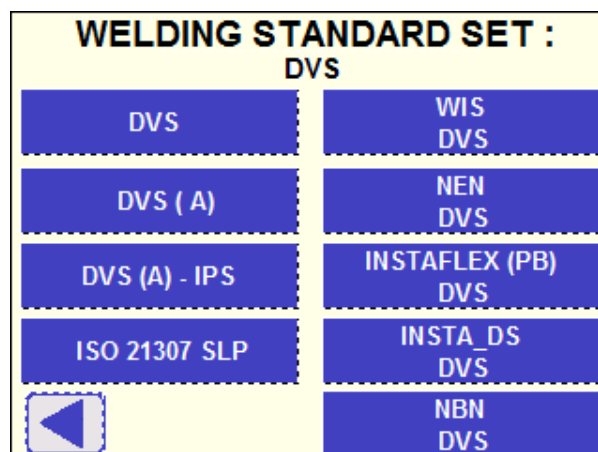 WELDING STANDARD SET :
DVS
DVS
DVS ( A)
DVS (A) - IPS
ISO 21307 SLP
WIS
DVS
NEN
DVS
INSTAFLEX (PB)
DVS
INSTA_DS
DVS
NBN
DVS